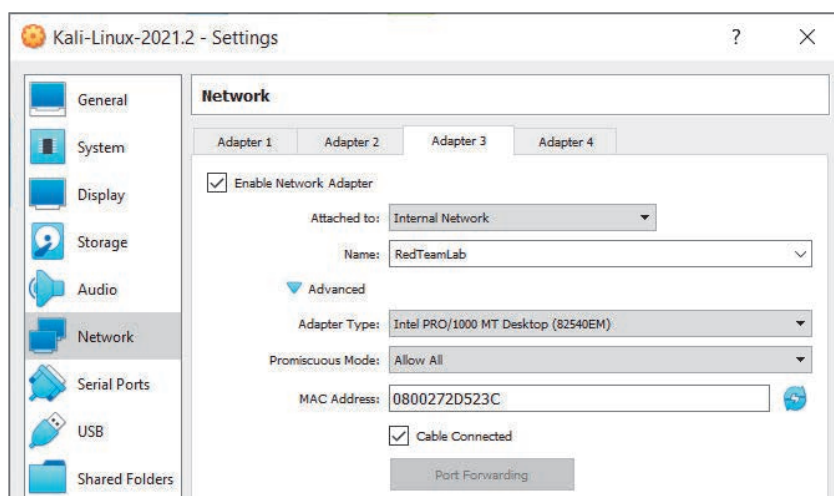 Kali-Linux-2021.2 - Settings ? ×
General
System
Display
Storage
Audio
Network
Serial Ports
USB
Shared Folders
Network
Adapter 1 Adapter 2 Adapter 3 Adapter 4
Enable Network Adapter
Attached to: Internal Network
Name: RedTeamLab
Advanced
Adapter Type: Intel PRO/1000 MT Desktop (82540EM)
Promiscuous Mode: Allow All
MAC Address: 0800272D523C
Cable Connected
Port Forwarding